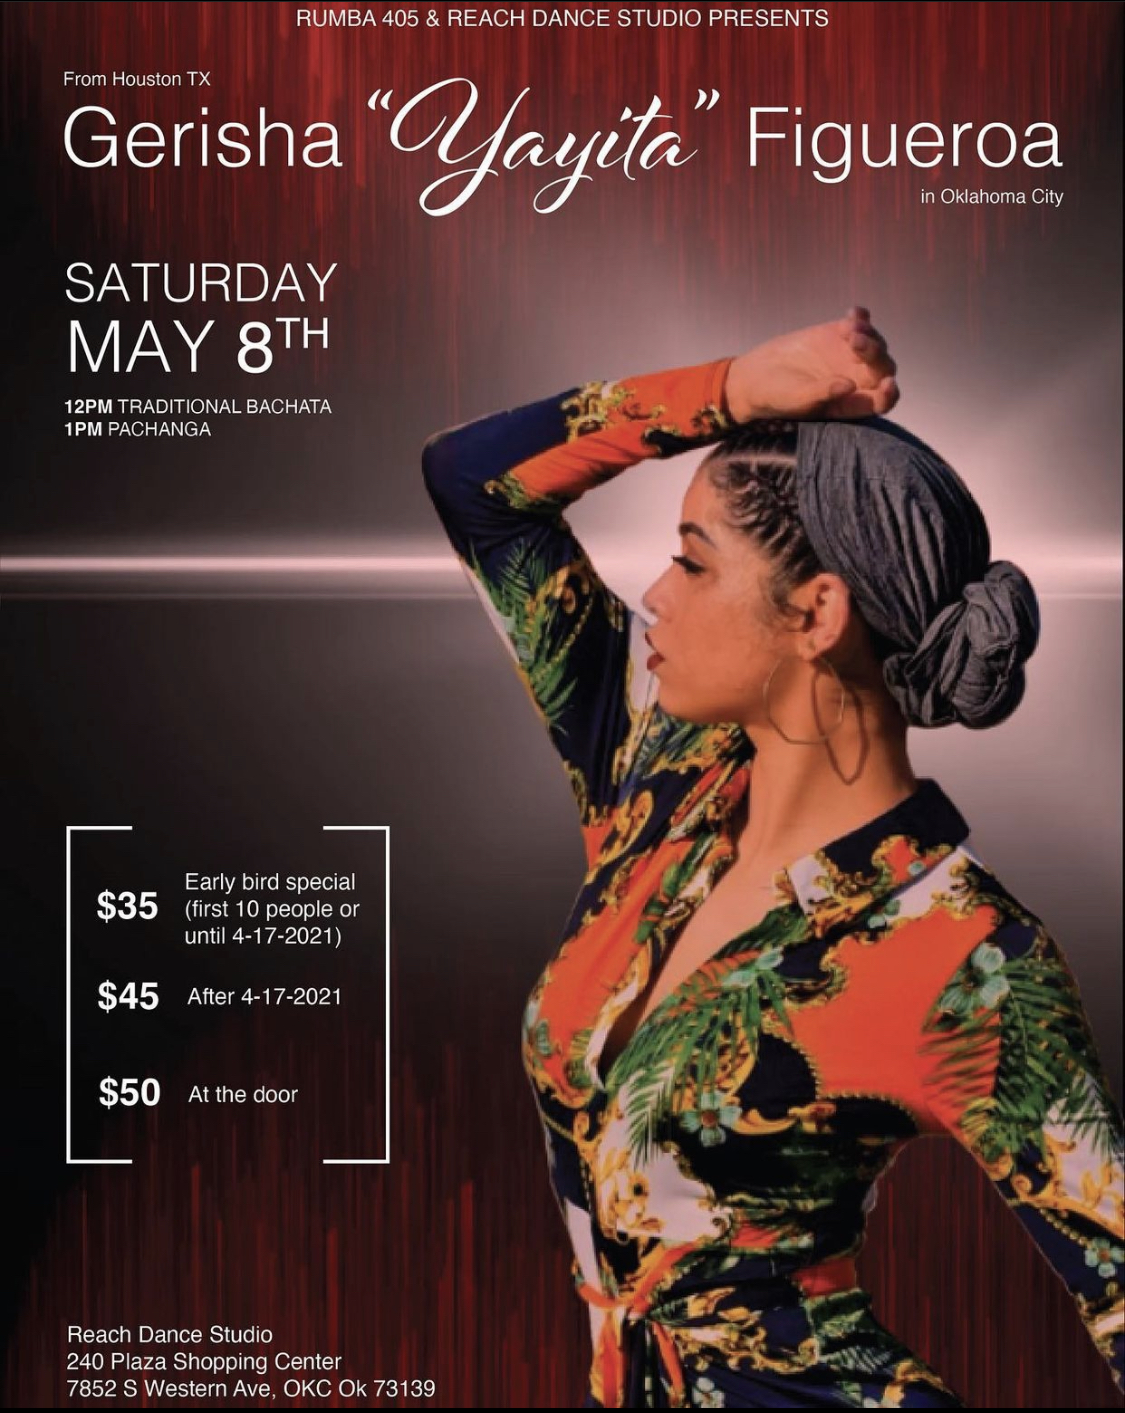 RUMBA 405 & REACH DANCE STUDIO PRESENTS
From Houston TX
Gerisha “Yayita” Figueroa
in Oklahoma City
SATURDAY
MAY 8TH
12PM TRADITIONAL BACHATA
1PM PACHANGA
$35 Early bird special
(first 10 people or
until 4-17-2021)
$45 After 4-17-2021
$50 At the door
Reach Dance Studio
240 Plaza Shopping Center
7852 S Western Ave, OKC Ok 73139